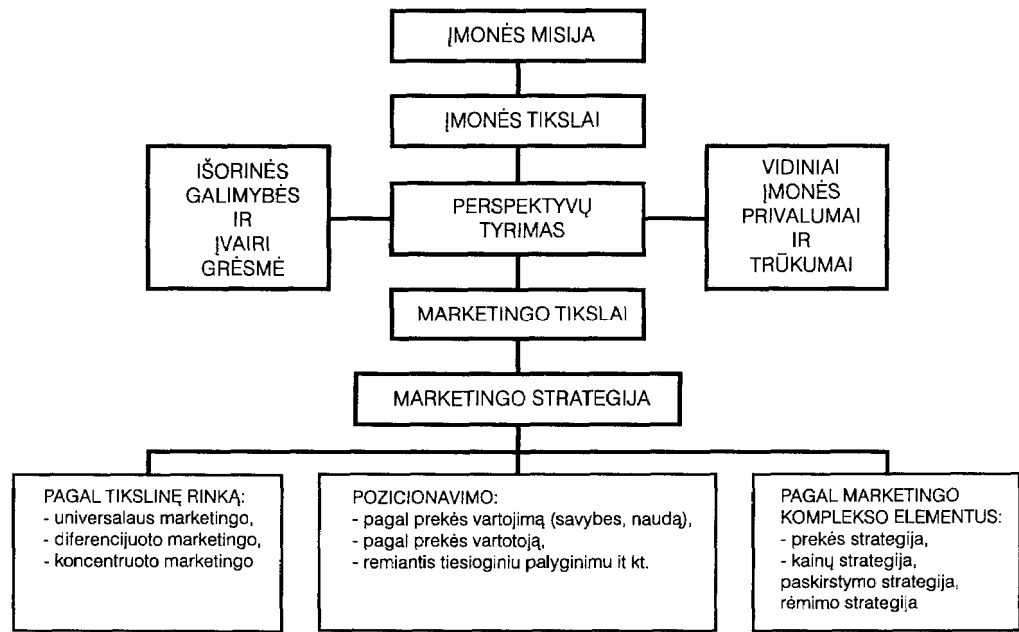 ĮMONĖS MISIJA
ĮMONĖS TIKSLAI
IŠORINĖS
GALIMYBĖS
IR
ĮVAIRI
GRĖSMĖ
PERSPEKTYVŲ
TYRIMAS
VIDINIAI
ĮMONĖS
PRIVALUMAI
IR
TRŪKUMAI
MARKETINGO TIKSLAI
MARKETINGO STRATEGIJA
PAGAL TIKSLINĘ RINKĄ:
- universalaus marketingo,
- diferencijuoto marketingo,
- koncentruoto marketingo
POZICIONAVIMO:
- pagal prekės vartojimą (savybes, naudą),
- pagal prekės vartotoją,
- remiantis tiesioginiu palyginimu it kt.
PAGAL MARKETINGO
KOMPLEKSO ELEMENTUS:
- prekės strategija,
- kainų strategija,
paskirstymo strategija,
rėmimo strategija